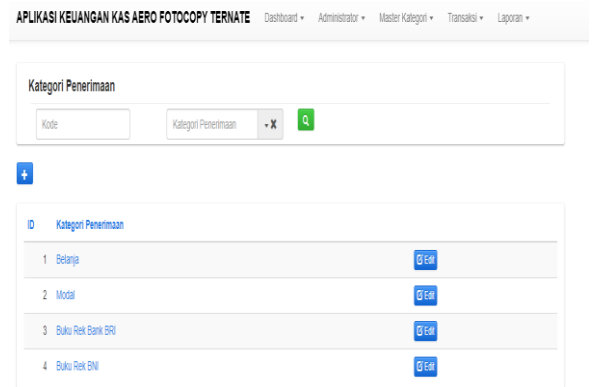 APLIKASI KEUANGAN KAS AERO FOTOCOPY TERNATE Dashboard Administrator Master Kategori Transaksi Laporan
Kategori Penerimaan
Kode Kategori Penerimaan
ID Kategori Penerimaan
1 Belanja Edit
2 Modal Edit
3 Buku Rek Bank BRI Edit
4 Buku Rek BNI Edit